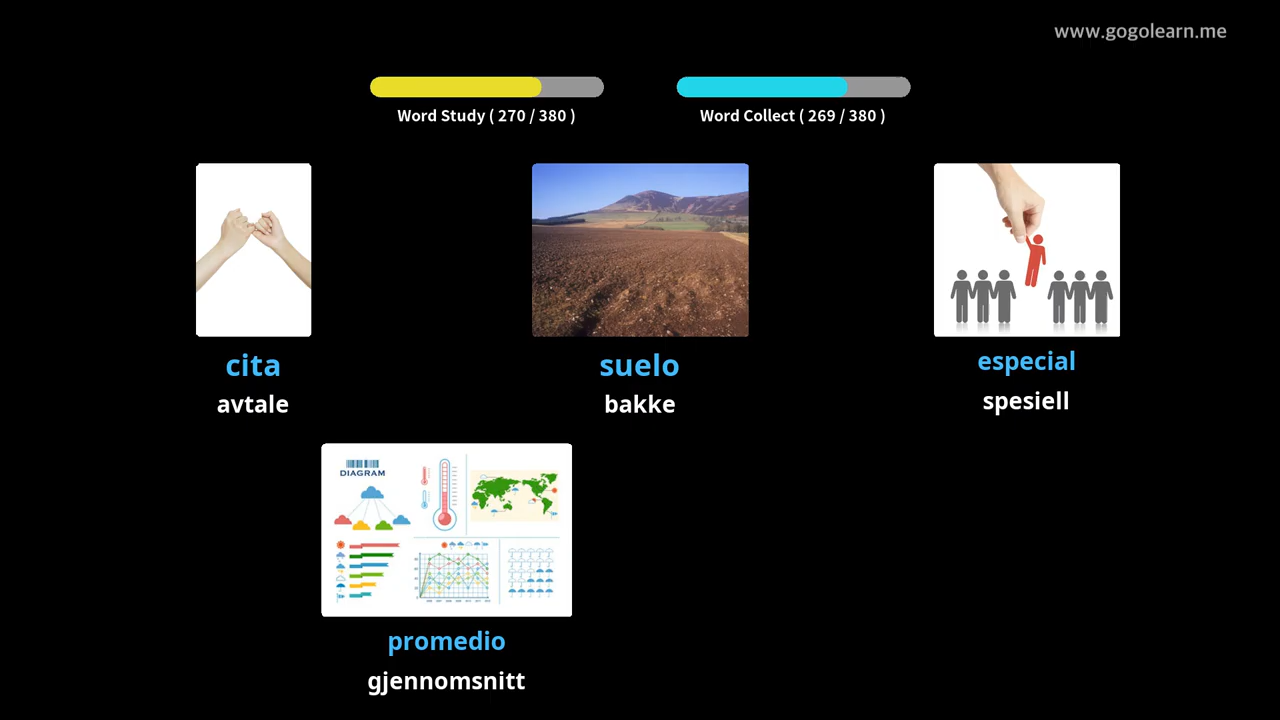 www.gogolearn.me
Word Study ( 270 / 380 )
Word Collect ( 269 / 380 )
cita
avtale
suelo
bakke
especial
spesiell
DIAGRAM
promedio
gjennomsnitt